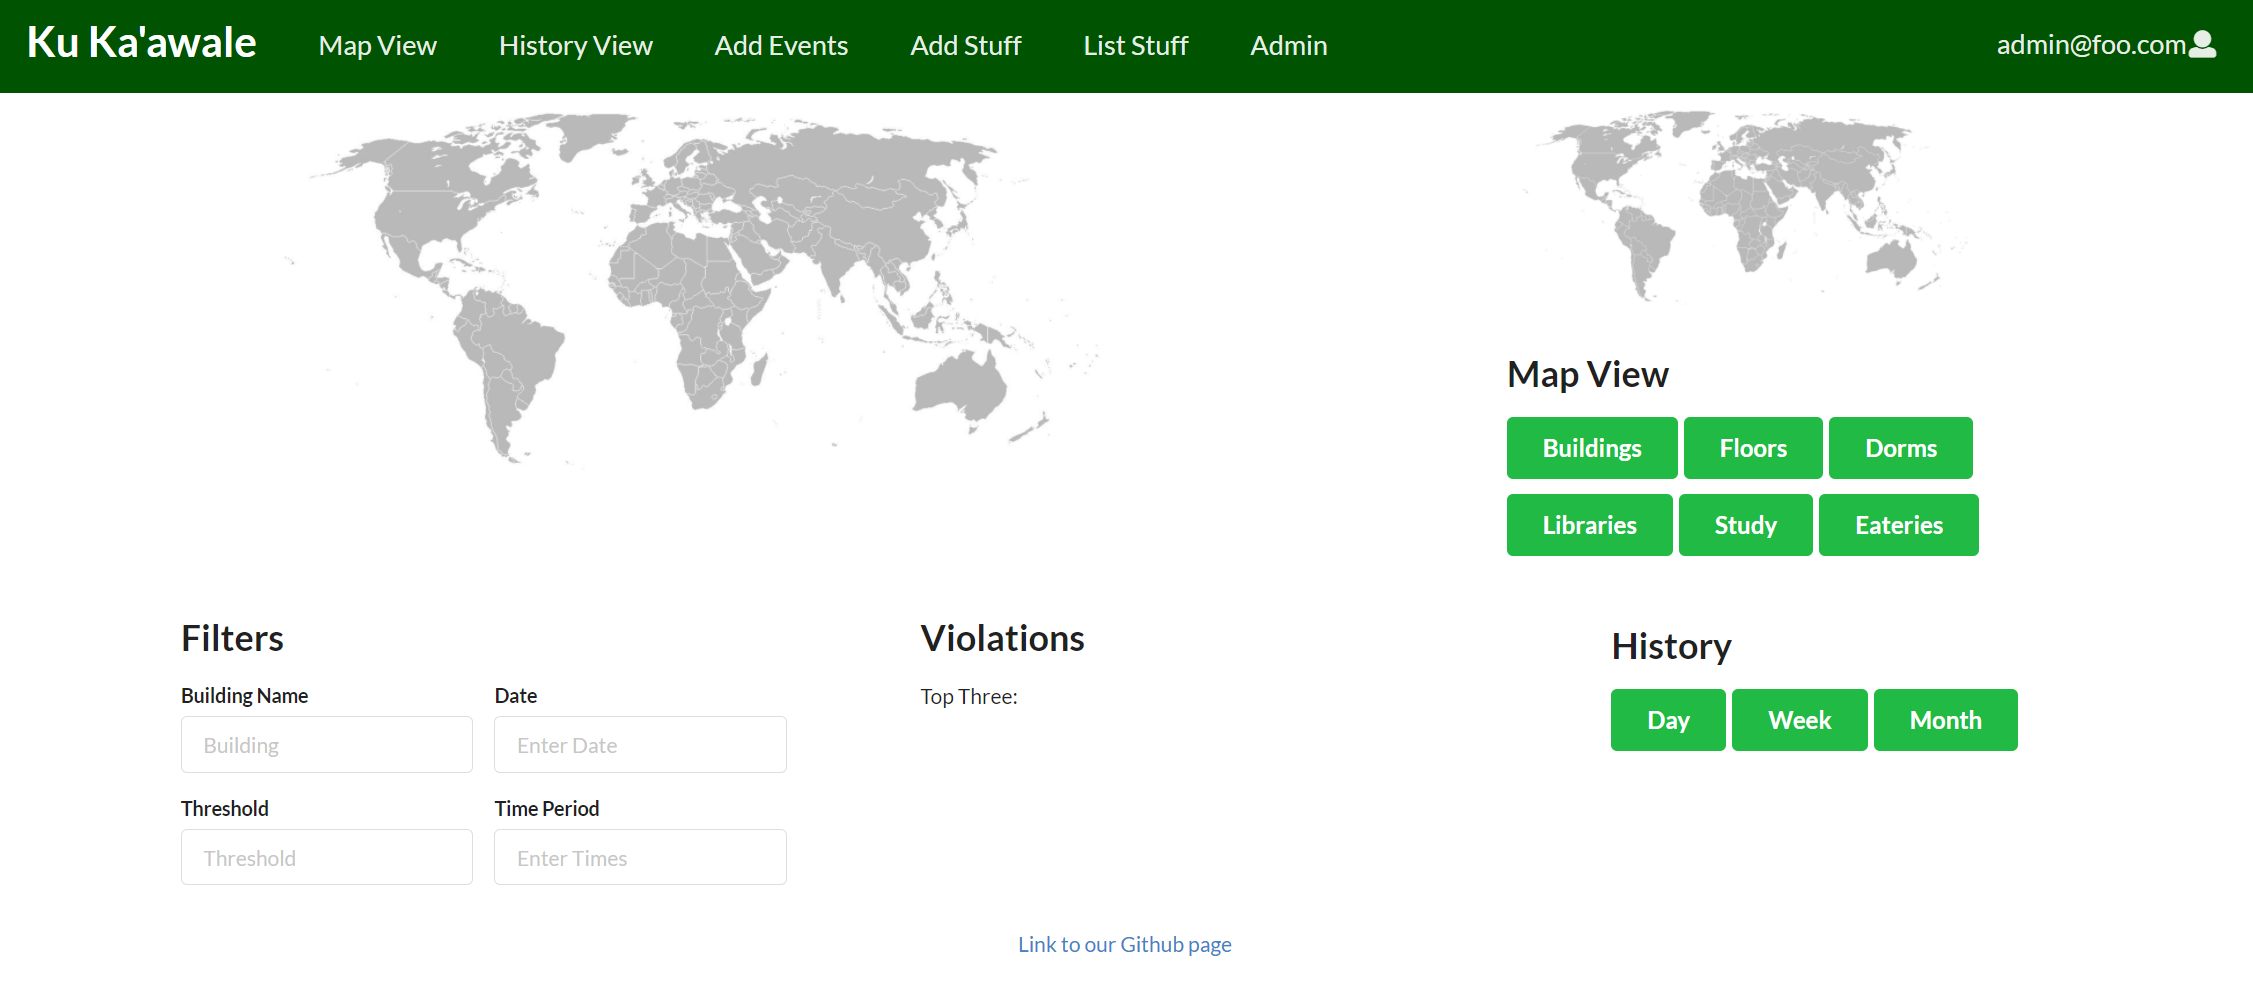 Ku Ka'awale Map View History View Add Events Add Stuff List Stuff Admin admin@foo.com
Map View
Buildings Floors Dorms
Libraries Study Eateries
Filters
Building Name Date
Building Enter Date
Threshold Time Period
Threshold Enter Times
Violations
Top Three:
History
Day Week Month
Link to our Github page